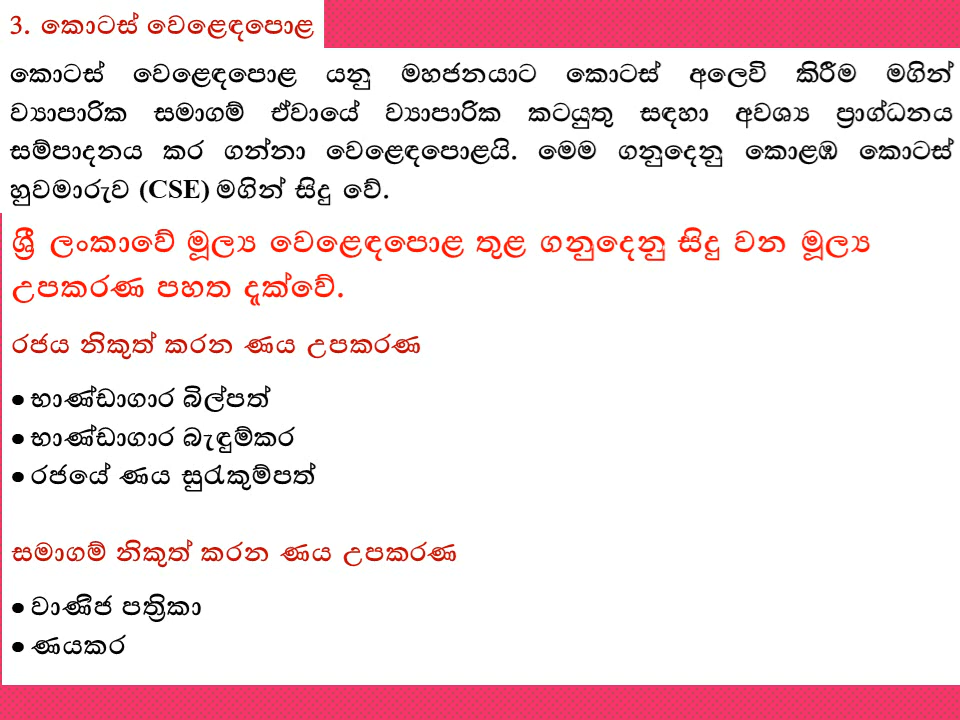 3. කොටස් වෙළෙඳපොළ
කොටස් වෙළෙඳපොළ යනු මහජනයාට කොටස් අලෙවි කිරීම මගින්
ව්‍යාපාරික සමාගම් ඒවායේ ව්‍යාපාරික කටයුතු සඳහා අවශ්‍ය ප්‍රාග්ධනය
සම්පාදනය කර ගන්නා වෙළෙඳපොළයි. මෙම ගනුදෙනු කොළඹ කොටස්
හුවමාරුව (CSE) මගින් සිදු වේ.
ශ්‍රී ලංකාවේ මූල්‍ය වෙළෙඳපොළ තුළ ගනුදෙනු සිදු වන මූල්‍ය
උපකරණ පහත දැක්වේ.
රජය නිකුත් කරන ණය උපකරණ
• භාණ්ඩාගාර බිල්පත්
• භාණ්ඩාගාර බැඳුම්කර
• රජයේ ණය සුරැකුම්පත්
සමාගම් නිකුත් කරන ණය උපකරණ
• වාණිජ පත්‍රිකා
• ණයකර